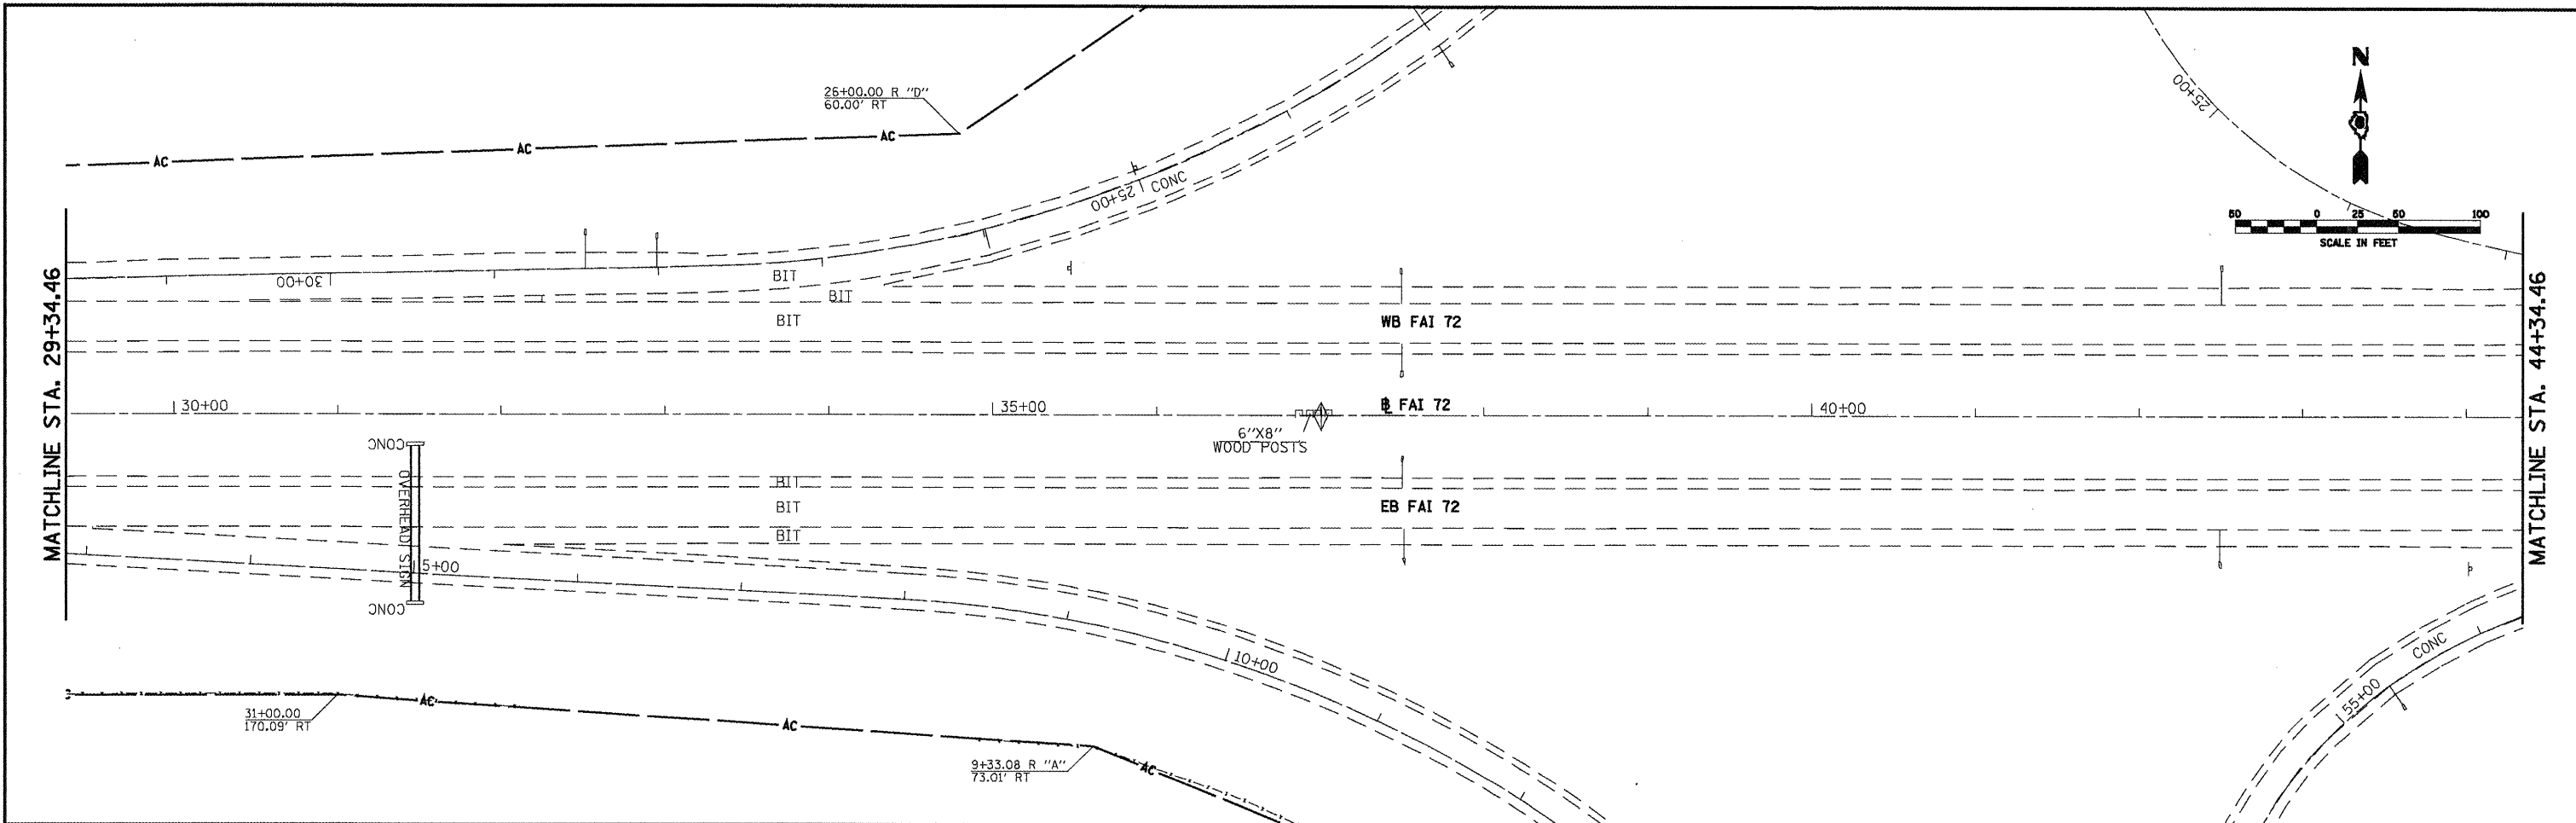 26+00.00 R "D"
60.00' RT
25+00
N
AC
AC
AC
25+00
CONC
50 0 25 50 100
SCALE IN FEET
MATCHLINE STA. 29+34.46
MATCHLINE STA. 44+34.46
30+00
BIT
BIT
BIT
WB FAI 72
30+00
35+00
℄ FAI 72
40+00
6"X8"
WOOD POSTS
CONC
OVERHEAD SIGN
BIT
BIT
EB FAI 72
BIT
5+00
CONC
10+00
CONC
55+00
AC
AC
AC
31+00.00
170.09' RT
9+33.08 R "A"
73.01' RT